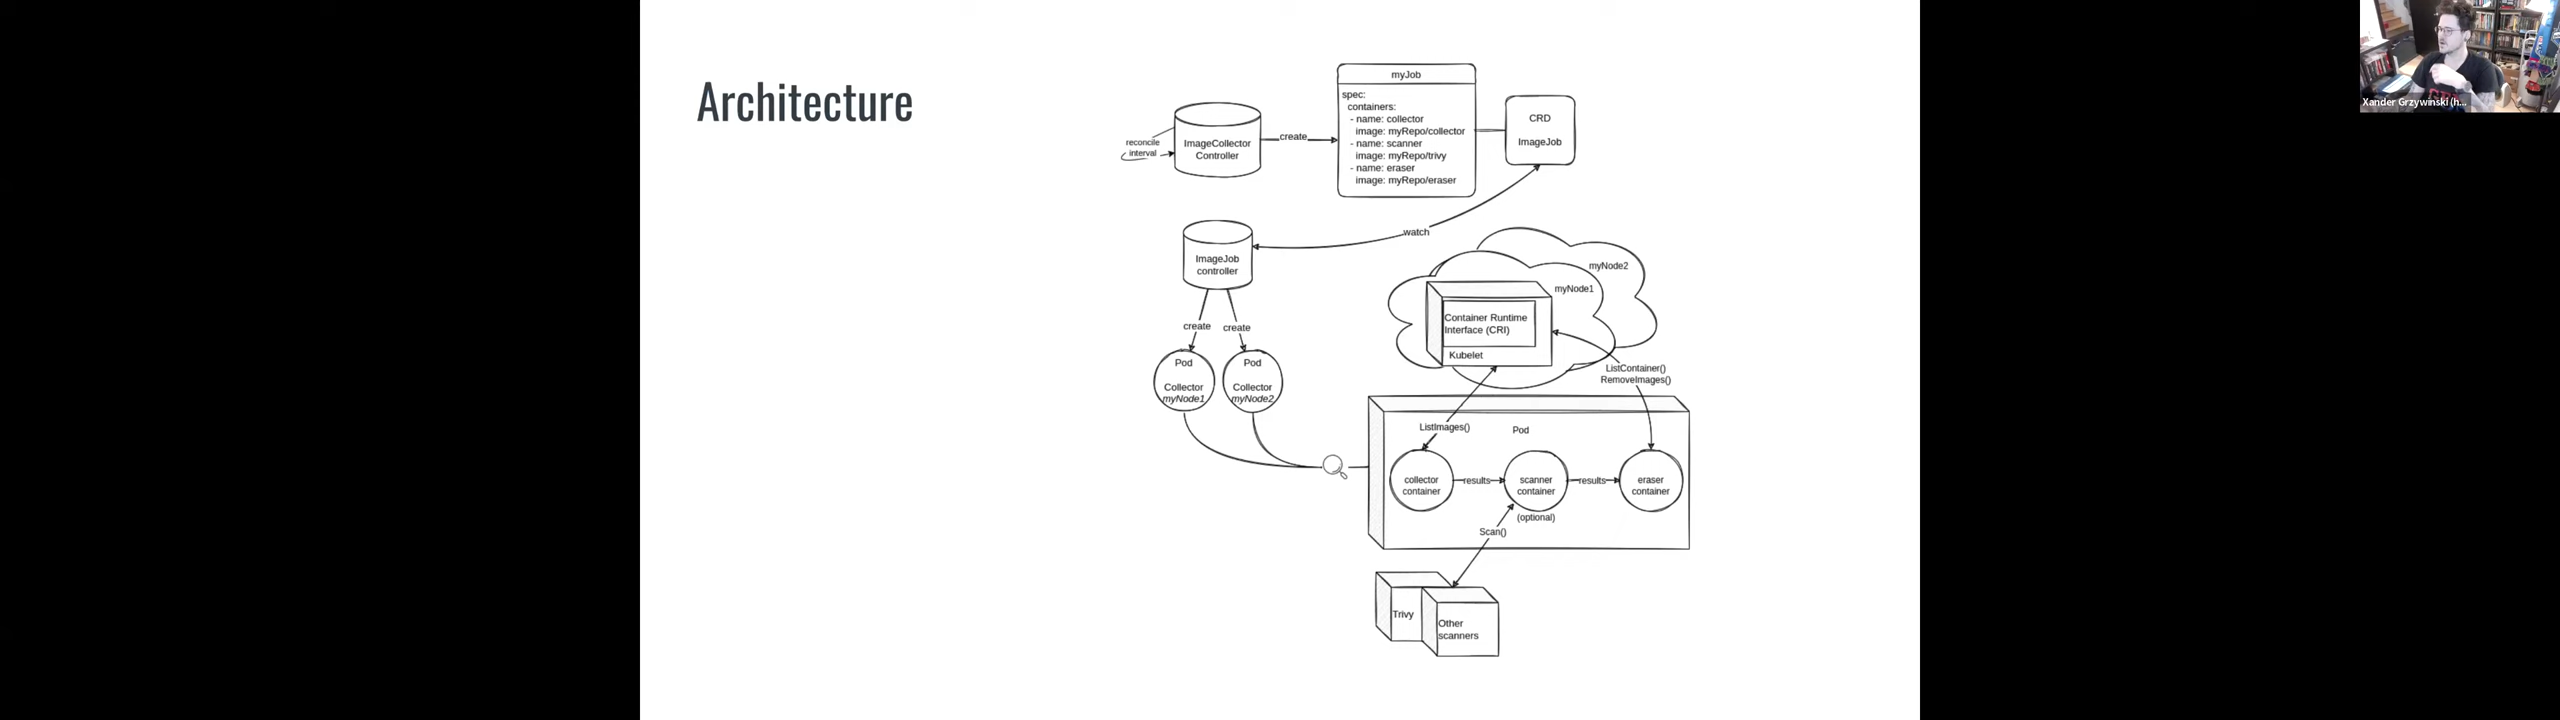 Architecture
reconcile
interval
ImageCollector
Controller
create
myJob
spec:
containers:
- name: collector
image: myRepo/collector
- name: scanner
image: myRepo/trivy
- name: eraser
image: myRepo/eraser
CRD
ImageJob
watch
ImageJob
controller
create
create
Pod
Collector
myNode1
Pod
Collector
myNode2
myNode2
myNode1
Container Runtime
Interface (CRI)
Kubelet
ListContainer()
RemoveImages()
ListImages()
Pod
collector
container
results
scanner
container
(optional)
results
eraser
container
Scan()
Trivy
Other
scanners
Xander Grzywinski (h...